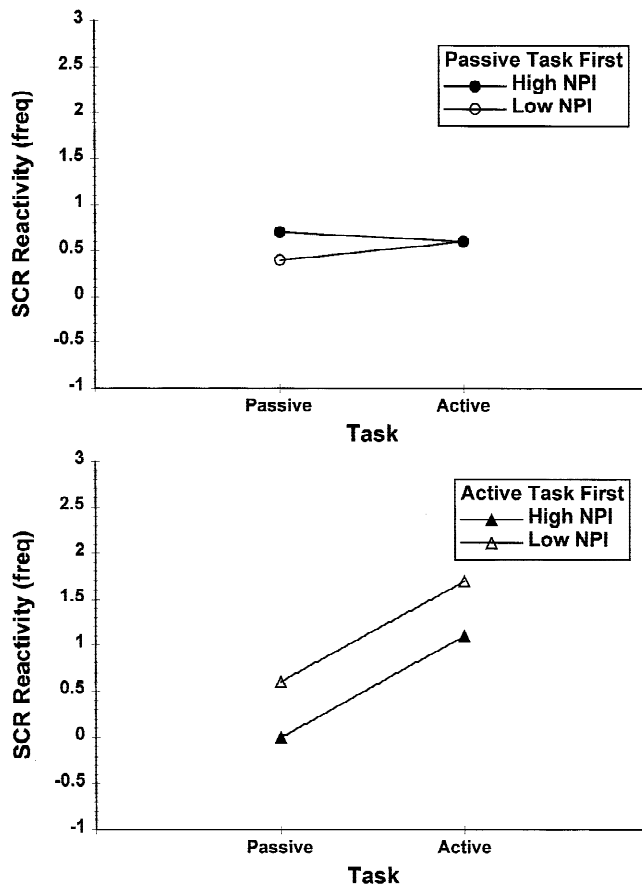 SCR Reactivity (freq)
3
2.5
2
1.5
1
0.5
0
-0.5
-1
Passive Task First
High NPI
Low NPI
Passive Active
Task
SCR Reactivity (freq)
3
2.5
2
1.5
1
0.5
0
-0.5
-1
Active Task First
High NPI
Low NPI
Passive Active
Task